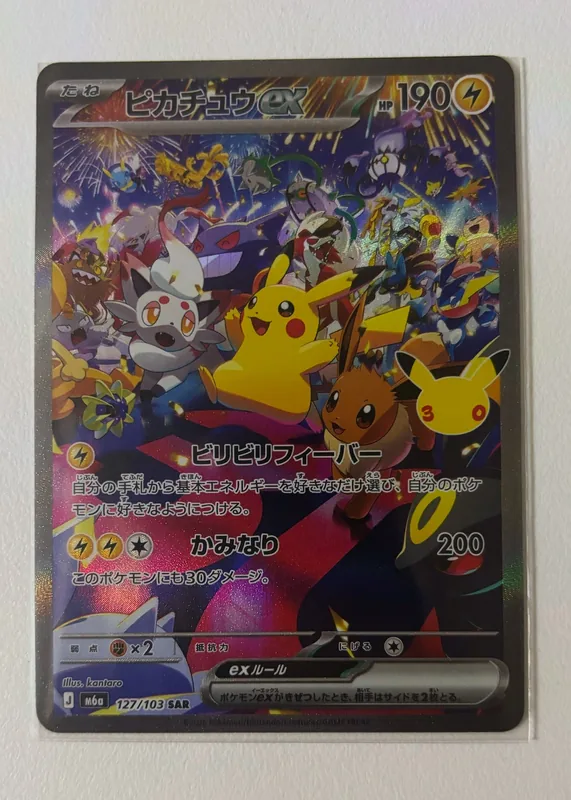 たね
ピカチュウex
HP 190
30
ビリビリフィーバー
自分の手札から基本エネルギーを好きなだけ選び、自分のポケ
モンに好きなようにつける。
かみなり 200
このポケモンにも30ダメージ。
弱点 ×2 抵抗力 にげる
exルール
ポケモンexがきぜつしたとき、相手はサイドを2枚とる。
Illus. kantaro
J M6a 127/103 SAR